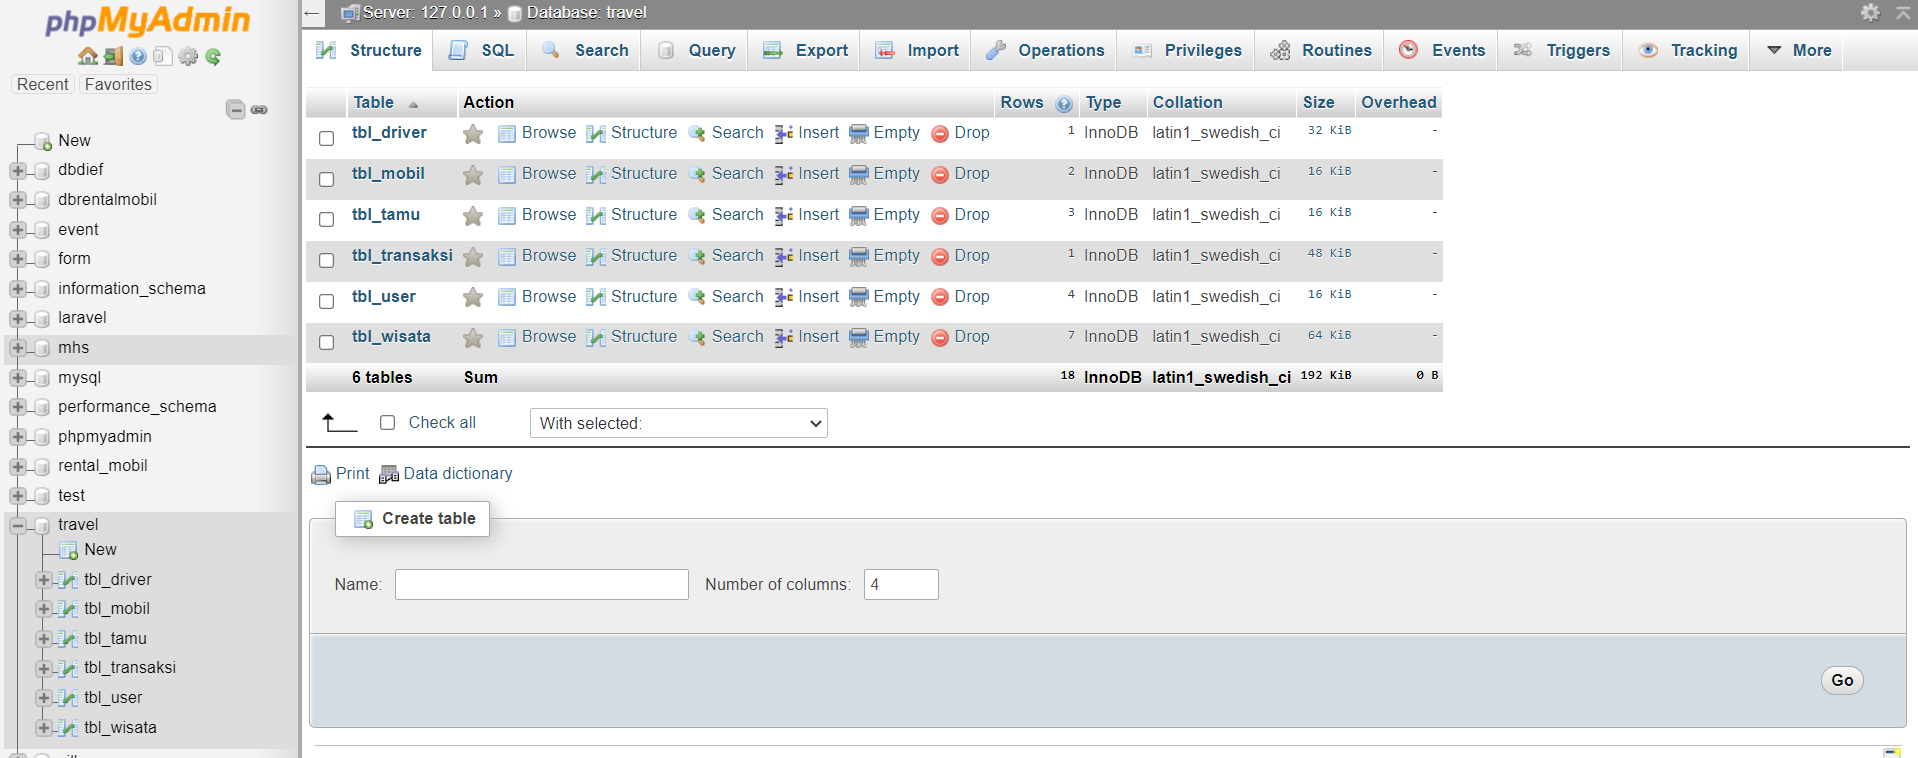 phpMyAdmin
Recent Favorites
New
dbdief
dbrentalmobil
event
form
information_schema
laravel
mhs
mysql
performance_schema
phpmyadmin
rental_mobil
test
travel
New
tbl_driver
tbl_mobil
tbl_tamu
tbl_transaksi
tbl_user
tbl_wisata
← Server: 127.0.0.1 » Database: travel
Structure SQL Search Query Export Import Operations Privileges Routines Events Triggers Tracking More
Table Action Rows Type Collation Size Overhead
tbl_driver Browse Structure Search Insert Empty Drop 1 InnoDB latin1_swedish_ci 32 KiB -
tbl_mobil Browse Structure Search Insert Empty Drop 2 InnoDB latin1_swedish_ci 16 KiB -
tbl_tamu Browse Structure Search Insert Empty Drop 3 InnoDB latin1_swedish_ci 16 KiB -
tbl_transaksi Browse Structure Search Insert Empty Drop 1 InnoDB latin1_swedish_ci 48 KiB -
tbl_user Browse Structure Search Insert Empty Drop 4 InnoDB latin1_swedish_ci 16 KiB -
tbl_wisata Browse Structure Search Insert Empty Drop 7 InnoDB latin1_swedish_ci 64 KiB -
6 tables Sum 18 InnoDB latin1_swedish_ci 192 KiB 0 B
Check all With selected:
Print Data dictionary
Create table
Name: Number of columns: 4
Go